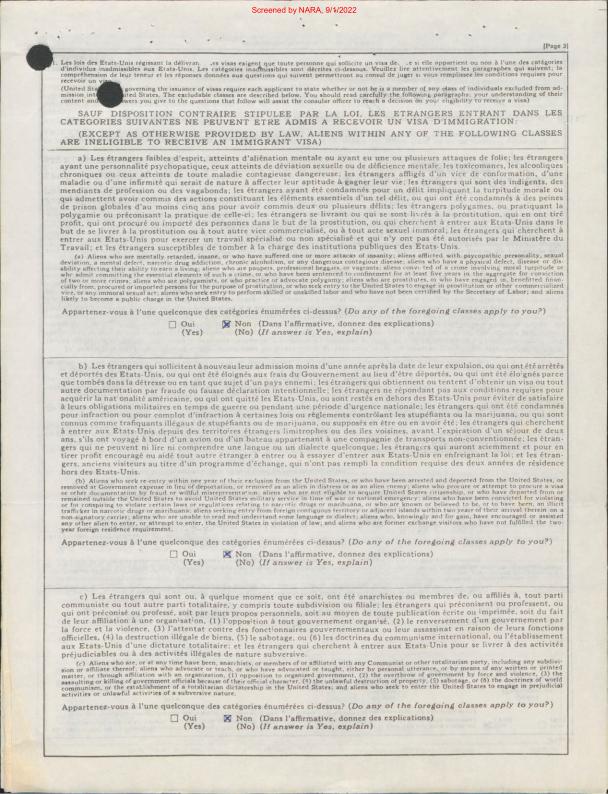 Screened by NARA, 9/1/2022
[Page 3]
Les lois des Etats-Unis régissant la délivran es visas exigent que toute personne qui sollicite un visa de se si elle appartient ou non à l'une des catégories
d'individus inadmissibles aux Etats-Unis. Les catégories inadmissibles sont décrites ci-dessous. Veuillez lire attentivement les paragraphes qui suivent; la
compréhension de leur teneur et les réponses données aux questions qui suivent permettront au consul de juger si vous remplissez les conditions requises pour
recevoir un vi
(United St governing the issuance of visas require each applicant to state whether or not he is a member of any class of individuals excluded from ad-
mission int nited States. The excludable classes are described below. You should read carefully the following paragraphs; your understanding of their
content and wers you give to the questions that follow will assist the consular officer to reach a decision on your eligibility to receive a visa)
SAUF DISPOSITION CONTRAIRE STIPULEE PAR LA LOI, LES ETRANGERS ENTRANT DANS LES
CATEGORIES SUIVANTES NE PEUVENT ETRE ADMIS A RECEVOIR UN VISA D'IMMIGRATION:
(EXCEPT AS OTHERWISE PROVIDED BY LAW, ALIENS WITHIN ANY OF THE FOLLOWING CLASSES
ARE INELIGIBLE TO RECEIVE AN IMMIGRANT VISA)
a) Les étrangers faibles d'esprit, atteints d'aliénation mentale ou ayant eu une ou plusieurs attaques de folie; les étrangers
ayant une personnalité psychopatique, ceux atteints de déviation sexuelle ou de déficience mentale, les toxicomanes, les alcooliques
chroniques ou ceux atteints de toute maladie contagieuse dangereuse; les étrangers affligés d'un vice de conformation, d'une
maladie ou d'une infirmité qui serait de nature à affecter leur aptitude à gagner leur vie; les étrangers qui sont des indigents, des
mendiants de profession ou des vagabonds; les étrangers ayant été condamnés pour un délit impliquant la turpitude morale ou
qui admettent avoir commis des actions constituant les éléments essentiels d'un tel délit, ou qui ont été condamnés à des peines
de prison globales d'au moins cinq ans pour avoir commis deux ou plusieurs délits; les étrangers polygames, ou pratiquant la
polygamie ou préconisant la pratique de celle-ci; les étrangers se livrant ou qui se sont livrés à la prostitution, qui en ont tiré
profit, qui ont procuré ou importé des personnes dans le but de la prostitution, ou qui cherchent à entrer aux Etats-Unis dans le
but de se livrer à la prostitution ou à tout autre vice commercialisé, ou à tout acte sexuel immoral; les étrangers qui cherchent à
entrer aux Etats-Unis pour exercer un travail spécialisé ou non spécialisé et qui n'y ont pas été autorisés par le Ministère du
Travail; et les étrangers susceptibles de tomber à la charge des institutions publiques des Etats-Unis.
(a) Aliens who are mentally retarded, insane, or who have suffered one or more attacks of insanity; aliens afflicted with psycopathic personality, sexual
deviation, a mental defect, narcotic drug addiction, chronic alcoholism, or any dangerous contagious disease; aliens who have a physical defect, disease or dis-
ability affecting their ability to earn a living; aliens who are paupers, professional beggars, or vagrants; aliens convicted of a crime involving moral turpitude or
who admit committing the essential elements of such a crime, or who have been sentenced to confinement for at least five years in the aggregate for conviction
of two or more crimes; aliens who are polygamists, or who practice or advocate polygamy; aliens who are prostitutes, or who have engaged in, benefited finan-
cially from, procured or imported persons for the purpose of prostitution, or who seek entry to the United States to engage in prostitution or other commercialized
vice, or any immoral sexual act; aliens who seek entry to perform skilled or unskilled labor and who have not been certified by the Secretary of Labor; and aliens
likely to become a public charge in the United States.
Appartenez-vous à l'une quelconque des catégories énumérées ci-dessus? (Do any of the foregoing classes apply to you?)
☐ Oui ☒ Non (Dans l'affirmative, donnez des explications)
(Yes) (No) (If answer is Yes, explain)
b) Les étrangers qui sollicitent à nouveau leur admission moins d'une année après la date de leur expulsion, ou qui ont été arrêtés
et déportés des Etats-Unis, ou qui ont été éloignés aux frais du Gouvernement au lieu d'être déportés, ou qui ont été éloignés parce
que tombés dans la détresse ou en tant que sujet d'un pays ennemi; les étrangers qui obtiennent ou tentent d'obtenir un visa ou tout
autre documentation par fraude ou fausse déclaration intentionnelle; les étrangers ne répondant pas aux conditions requises pour
acquérir la nationalité américaine, ou qui ont quitté les Etats-Unis, ou sont restés en dehors des Etats-Unis pour éviter de satisfaire
à leurs obligations militaires en temps de guerre ou pendant une période d'urgence nationale; les étrangers qui ont été condamnés
pour infraction ou pour complot d'infraction à certaines lois ou règlements contrôlant les stupéfiants ou la marijuana, ou qui sont
connus comme trafiquants illégaux de stupéfiants ou de marijuana, ou supposés en être ou en avoir été; les étrangers qui cherchent
à entrer aux Etats-Unis depuis des territoires étrangers limitrophes ou des îles voisines, avant l'expiration d'un séjour de deux
ans, s'ils ont voyagé à bord d'un avion ou d'un bateau appartenant à une compagnie de transports non-conventionnée; les étran-
gers qui ne peuvent ni lire ni comprendre une langue ou un dialecte quelconque; les étrangers qui auront sciemment et pour en
tirer profit encouragé ou aidé tout autre étranger à entrer ou à essayer d'entrer aux Etats-Unis en enfreignant la loi; et les étran-
gers, anciens visiteurs au titre d'un programme d'échange, qui n'ont pas rempli la condition requise des deux années de résidence
hors des Etats-Unis.
(b) Aliens who seek re-entry within one year of their exclusion from the United States, or who have been arrested and deported from the United States, or
removed at Government expense in lieu of deportation, or removed as an alien in distress or as an alien enemy; aliens who procure or attempt to procure a visa
or other documentation by fraud or willful misrepresentation; aliens who are not eligible to acquire United States citizenship, or who have departed from or
remained outside the United States to avoid United States military service in time of war or national emergency; aliens who have been convicted for violating
or for conspiring to violate certain laws or regulations relating to narcotic drugs or marihuana, or who are known or believed to be, or to have been, an illicit
trafficker in narcotic drugs or marihuana; aliens seeking entry from foreign contiguous territory or adjacent islands within two years of their arrival therein on a
non-signatory carrier; aliens who are unable to read and understand some language or dialect; aliens who, knowingly and for gain, have encouraged or assisted
any other alien to enter, or attempt to enter, the United States in violation of law; and aliens who are former exchange visitors who have not fulfilled the two-
year foreign residence requirement.
Appartenez-vous à l'une quelconque des catégories énumérées ci-dessus? (Do any of the foregoing classes apply to you?)
☐ Oui ☒ Non (Dans l'affirmative, donnez des explications)
(Yes) (No) (If answer is Yes, explain)
c) Les étrangers qui sont ou, à quelque moment que ce soit, ont été anarchistes ou membres de, ou affiliés à, tout parti
communiste ou tout autre parti totalitaire, y compris toute subdivision ou filiale; les étrangers qui préconisent ou professent, ou
qui ont préconisé ou professé, soit par leurs propos personnels, soit au moyen de toute publication écrite ou imprimée, soit du fait
de leur affiliation à une organisation, (1) l'opposition à tout gouvernement organisé, (2) le renversement d'un gouvernement par
la force et la violence, (3) l'attentat contre des fonctionnaires gouvernementaux ou leur assassinat en raison de leurs fonctions
officielles, (4) la destruction illégale de biens, (5) le sabotage, ou (6) les doctrines du communisme international, ou l'établissement
aux Etats-Unis d'une dictature totalitaire; et les étrangers qui cherchent à entrer aux Etats-Unis pour se livrer à des activités
préjudiciables ou à des activités illégales de nature subversive.
(c) Aliens who are, or at any time have been, anarchists, or members of or affiliated with any Communist or other totalitarian party, including any subdivi-
sion or affiliate thereof; aliens who advocate or teach, or who have advocated or taught, either by personal utterance, or by means of any written or printed
matter, or through affiliation with an organization, (1) opposition to organized government, (2) the overthrow of government by force and violence, (3) the
assaulting or killing of government officials because of their official character, (4) the unlawful destruction of property, (5) sabotage, or (6) the doctrines of world
communism, or the establishment of a totalitarian dictatorship in the United States; and aliens who seek to enter the United States to engage in prejudicial
activities or unlawful activities of a subversive nature.
Appartenez-vous à l'une quelconque des catégories énumérées ci-dessus? (Do any of the foregoing classes apply to you?)
☐ Oui ☒ Non (Dans l'affirmative, donnez des explications)
(Yes) (No) (If answer is Yes, explain)